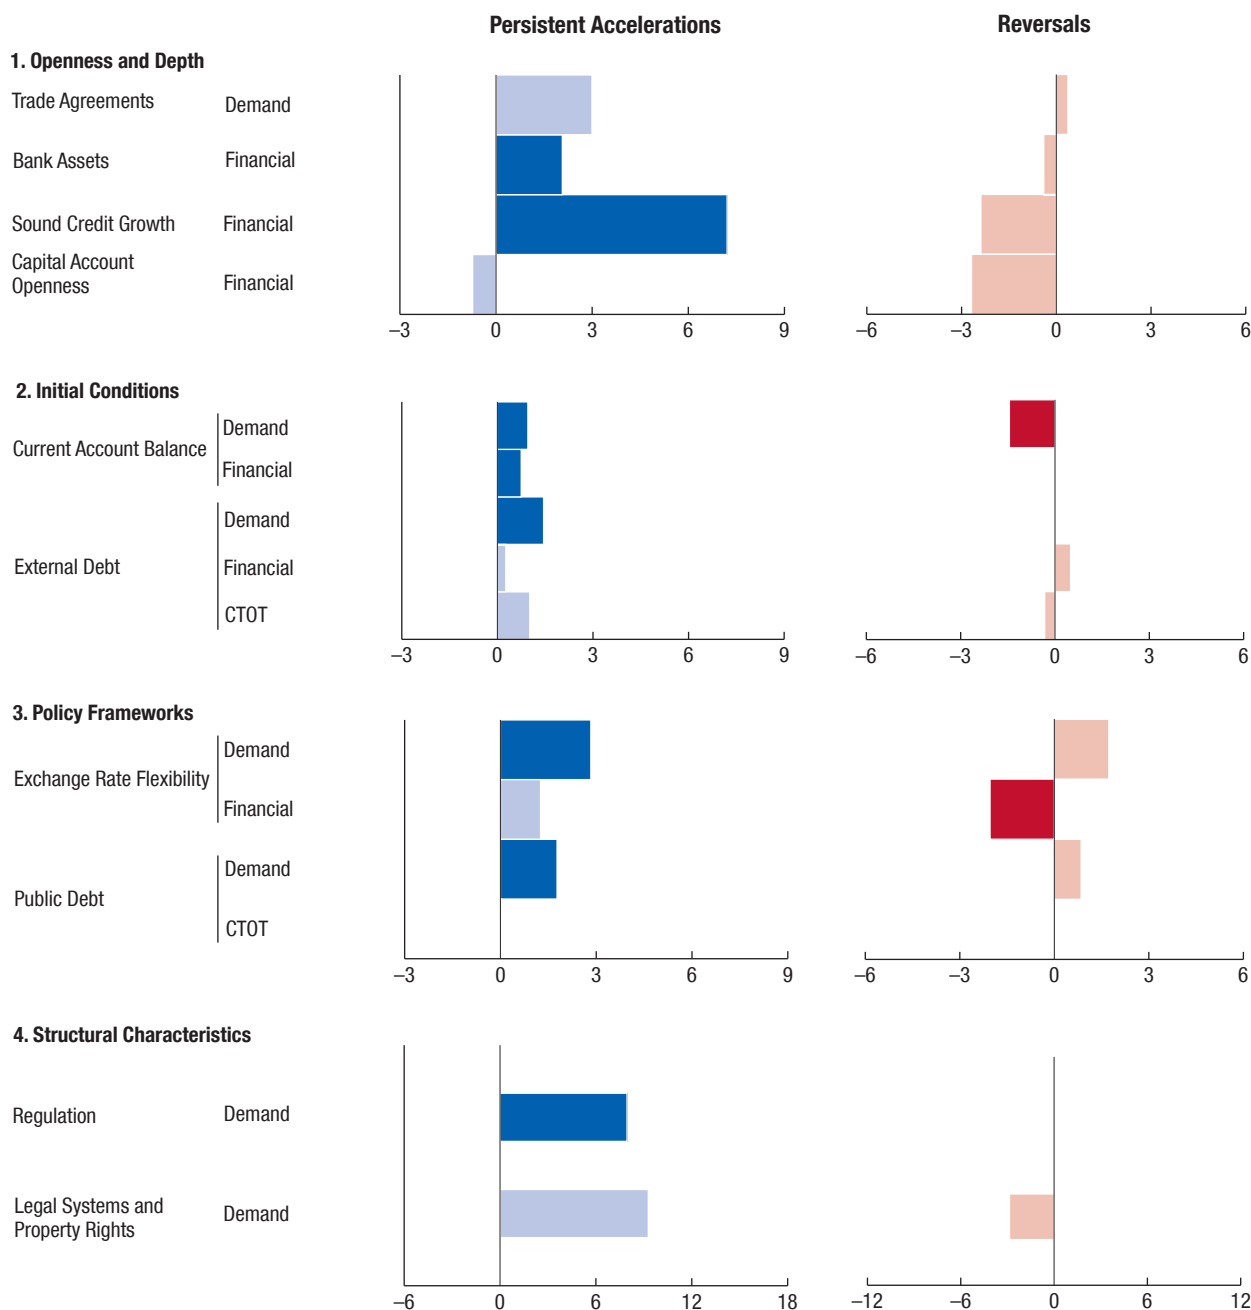 Persistent Accelerations Reversals
1. Openness and Depth
Trade Agreements Demand
Bank Assets Financial
Sound Credit Growth Financial
Capital Account
Openness Financial
–3 0 3 6 9 –6 –3 0 3 6
2. Initial Conditions
Current Account Balance Demand
Financial
External Debt Demand
Financial
CTOT
–3 0 3 6 9 –6 –3 0 3 6
3. Policy Frameworks
Exchange Rate Flexibility Demand
Financial
Public Debt Demand
CTOT
–3 0 3 6 9 –6 –3 0 3 6
4. Structural Characteristics
Regulation Demand
Legal Systems and
Property Rights Demand
–6 0 6 12 18 –12 –6 0 6 12